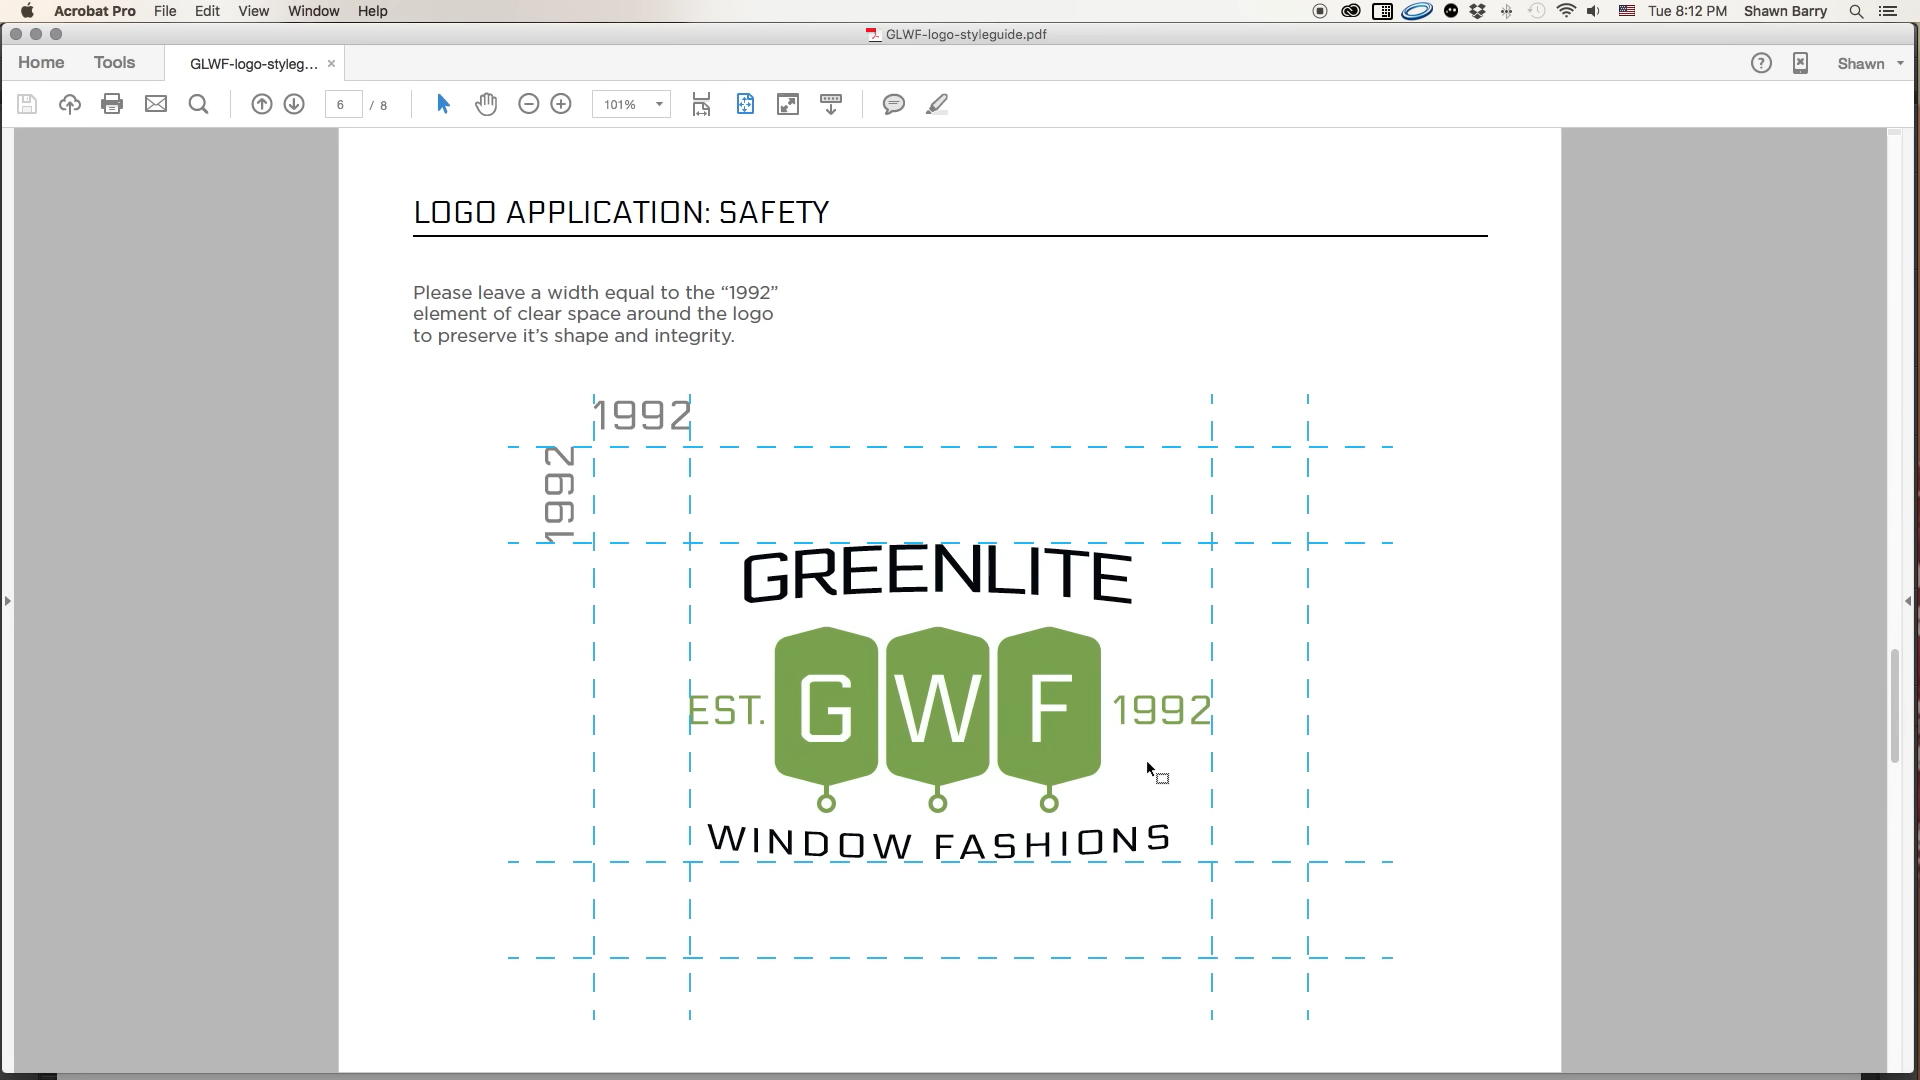 Acrobat Pro File Edit View Window Help Tue 8:12 PM Shawn Barry
GLWF-logo-styleguide.pdf
Home Tools GLWF-logo-styleg... × Shawn
6 / 8 101%
LOGO APPLICATION: SAFETY
Please leave a width equal to the “1992”
element of clear space around the logo
to preserve it’s shape and integrity.
1992
1992
GREENLITE
EST. G W F 1992
WINDOW FASHIONS